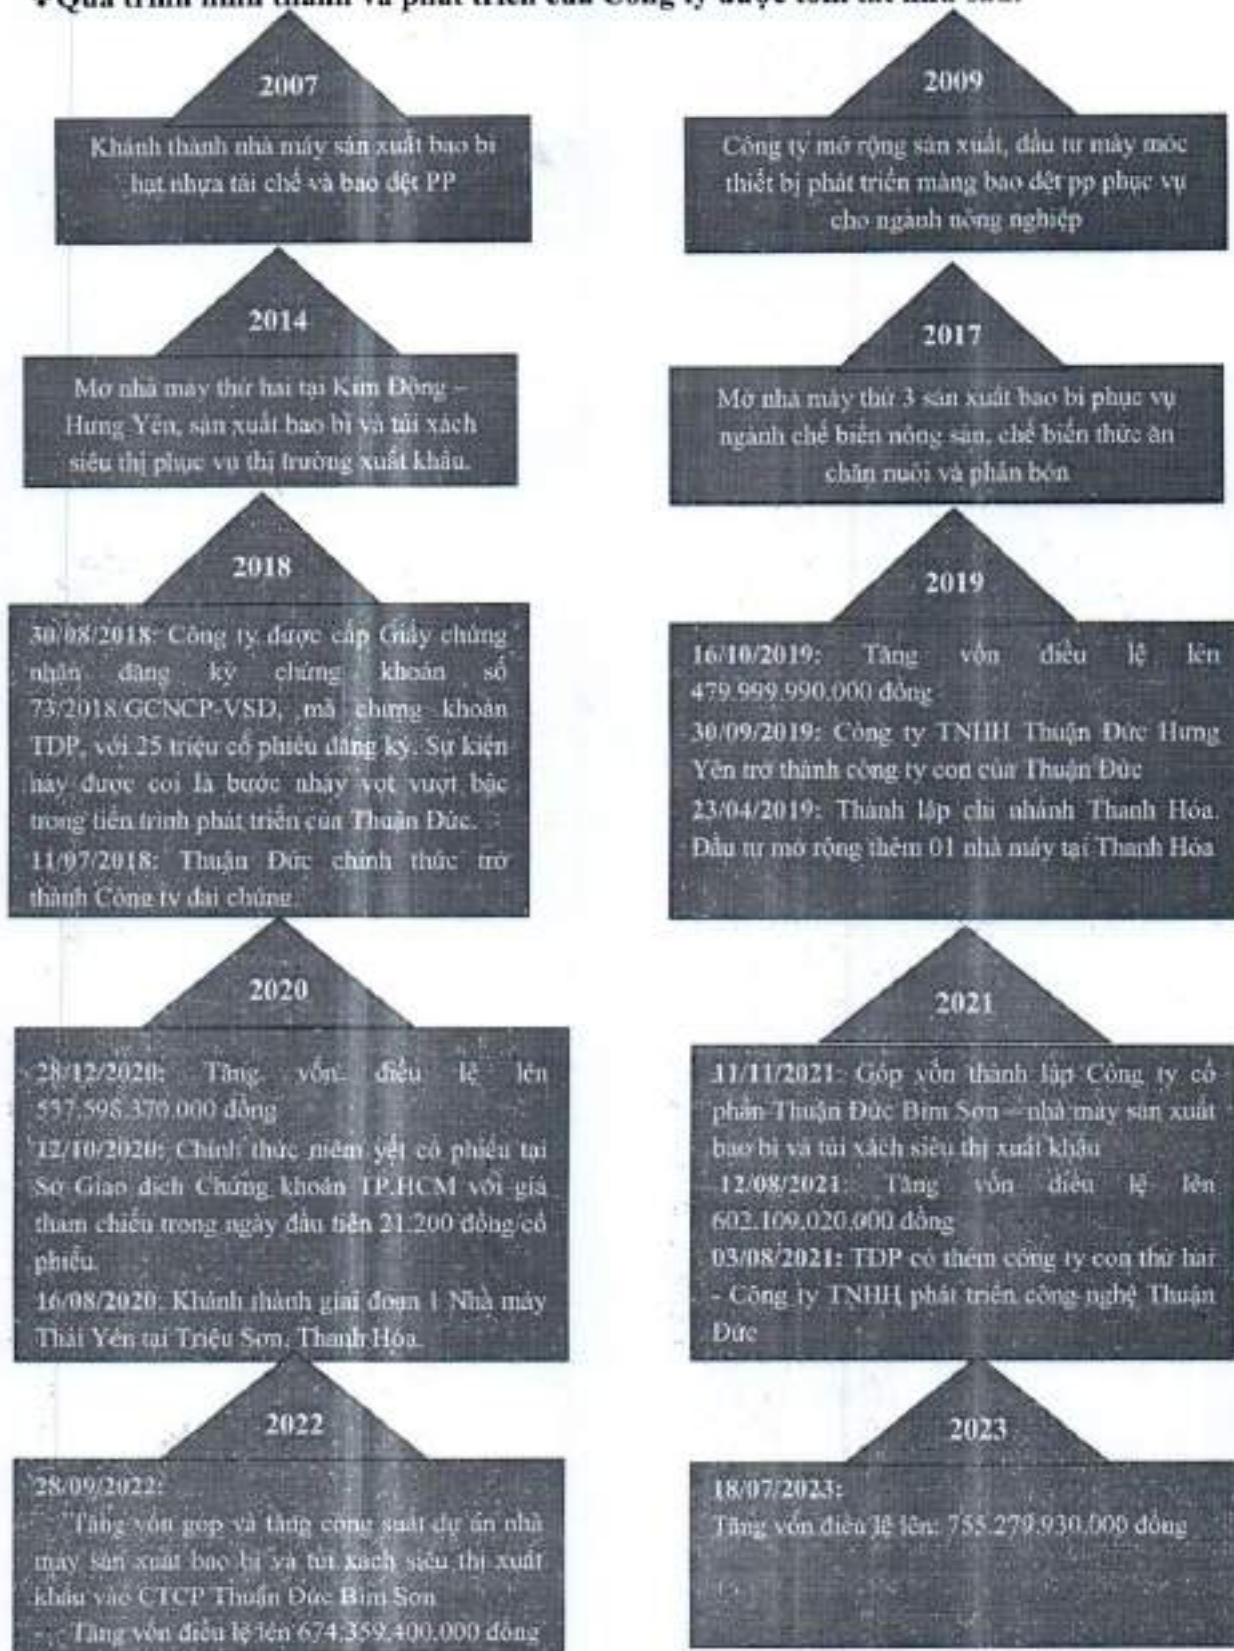 Quá trình hình thành và phát triển của Công ty được tóm tắt như sau:
2007
Khánh thành nhà máy sản xuất bao bì
hạt nhựa tái chế và bao dệt PP
2009
Công ty mở rộng sản xuất, đầu tư máy móc
thiết bị phát triển mảng bao dệt pp phục vụ
cho ngành nông nghiệp
2014
Mở nhà máy thứ hai tại Kim Động –
Hưng Yên, sản xuất bao bì và túi xách
siêu thị phục vụ thị trường xuất khẩu.
2017
Mở nhà máy thứ 3 sản xuất bao bì phục vụ
ngành chế biến nông sản, chế biến thức ăn
chăn nuôi và phân bón
2018
30/08/2018: Công ty được cấp Giấy chứng
nhận đăng ký chứng khoán số
73/2018/GCNCP-VSD, mã chứng khoán
TDP, với 25 triệu cổ phiếu đăng ký. Sự kiện
này được coi là bước nhảy vọt vượt bậc
trong tiến trình phát triển của Thuận Đức.
11/07/2018: Thuận Đức chính thức trở
thành Công ty đại chúng.
2019
16/10/2019: Tăng vốn điều lệ lên
479.999.990.000 đồng
30/09/2019: Công ty TNHH Thuận Đức Hưng
Yên trở thành công ty con của Thuận Đức
23/04/2019: Thành lập chi nhánh Thanh Hóa.
Đầu tư mở rộng thêm 01 nhà máy tại Thanh Hóa
2020
28/12/2020: Tăng vốn điều lệ lên
557.598.370.000 đồng
12/10/2020: Chính thức niêm yết cổ phiếu tại
Sở Giao dịch Chứng khoán TP.HCM với giá
tham chiếu trong ngày đầu tiên 21.200 đồng/cổ
phiếu.
16/08/2020: Khánh thành giai đoạn 1 Nhà máy
Thái Yên tại Triệu Sơn, Thanh Hóa.
2021
11/11/2021: Góp vốn thành lập Công ty cổ
phần Thuận Đức Bỉm Sơn – nhà máy sản xuất
bao bì và túi xách siêu thị xuất khẩu
12/08/2021: Tăng vốn điều lệ lên
602.109.020.000 đồng
03/08/2021: TDP có thêm công ty con thứ hai
- Công ty TNHH phát triển công nghệ Thuận
Đức
2022
28/09/2022:
- Tăng vốn góp và tăng công suất dự án nhà
máy sản xuất bao bì và túi xách siêu thị xuất
khẩu vào CTCP Thuận Đức Bỉm Sơn
- Tăng vốn điều lệ lên 674.359.400.000 đồng
2023
18/07/2023:
Tăng vốn điều lệ lên: 755.279.930.000 đồng